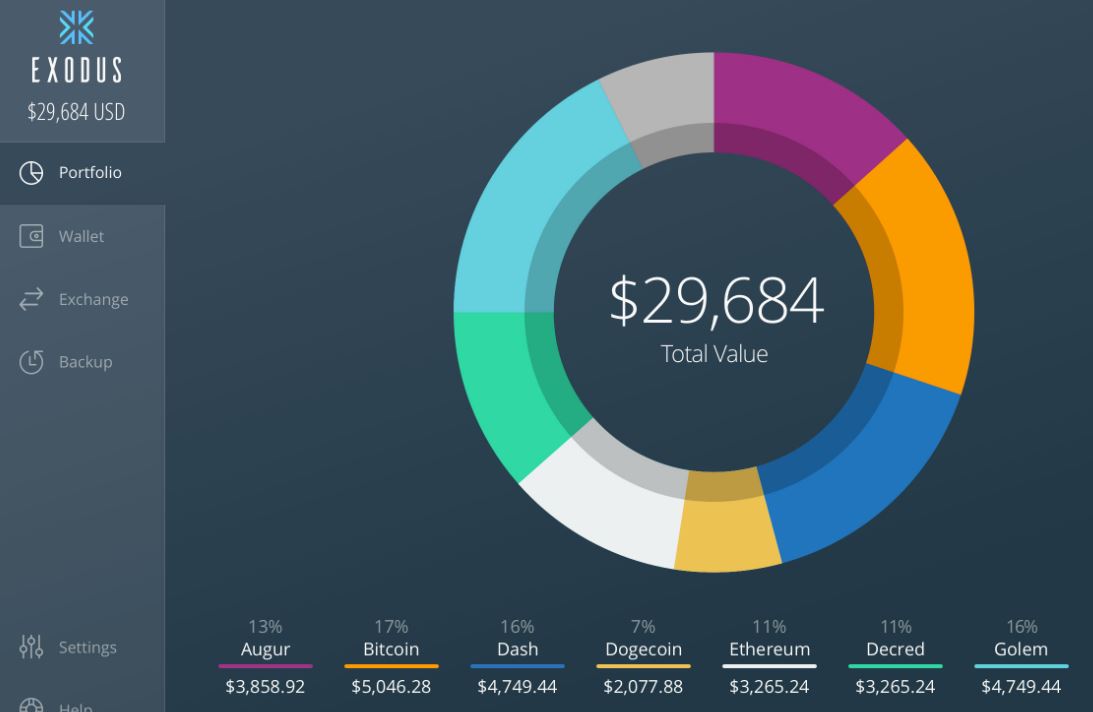 EXODUS
$29,684 USD
Portfolio
Wallet
Exchange
Backup
Settings
Help
$29,684
Total Value
13% 17% 16% 7% 11% 11% 16%
Augur Bitcoin Dash Dogecoin Ethereum Decred Golem
$3,858.92 $5,046.28 $4,749.44 $2,077.88 $3,265.24 $3,265.24 $4,749.44